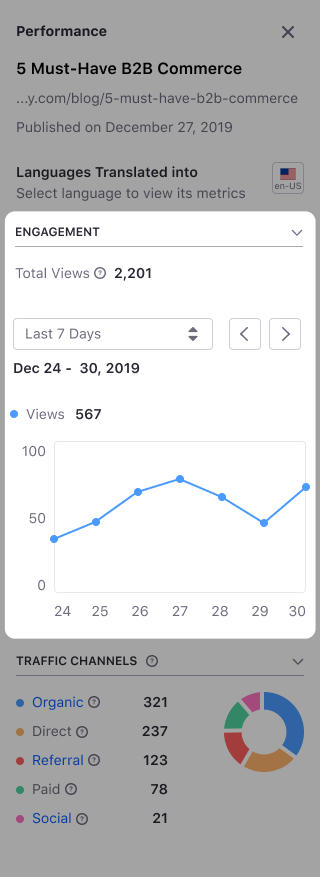 Performance
5 Must-Have B2B Commerce
...y.com/blog/5-must-have-b2b-commerce
Published on December 27, 2019
Languages Translated into
Select language to view its metrics
en-US
ENGAGEMENT
Total Views ? 2,201
Last 7 Days
Dec 24 - 30, 2019
Views 567
100
50
0
24 25 26 27 28 29 30
TRAFFIC CHANNELS ?
Organic ? 321
Direct ? 237
Referral ? 123
Paid ? 78
Social ? 21